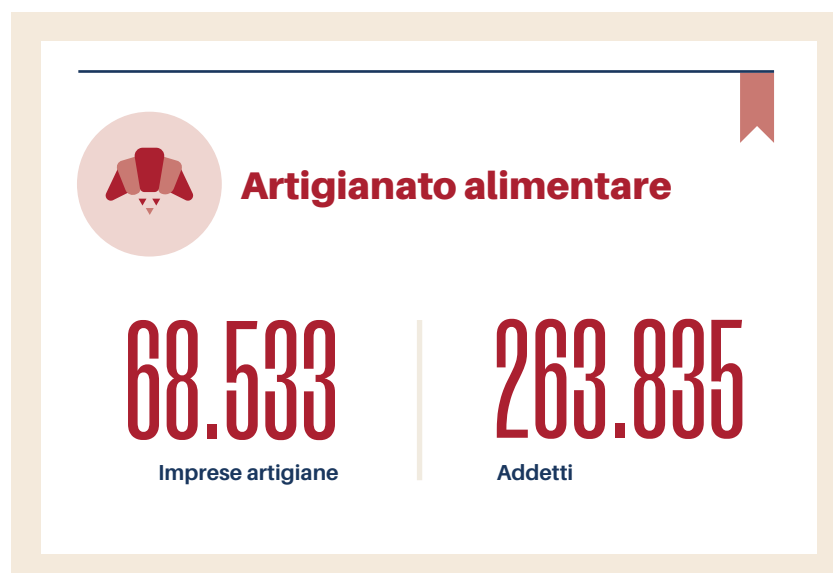 Artigianato alimentare
68.533
Imprese artigiane
263.835
Addetti